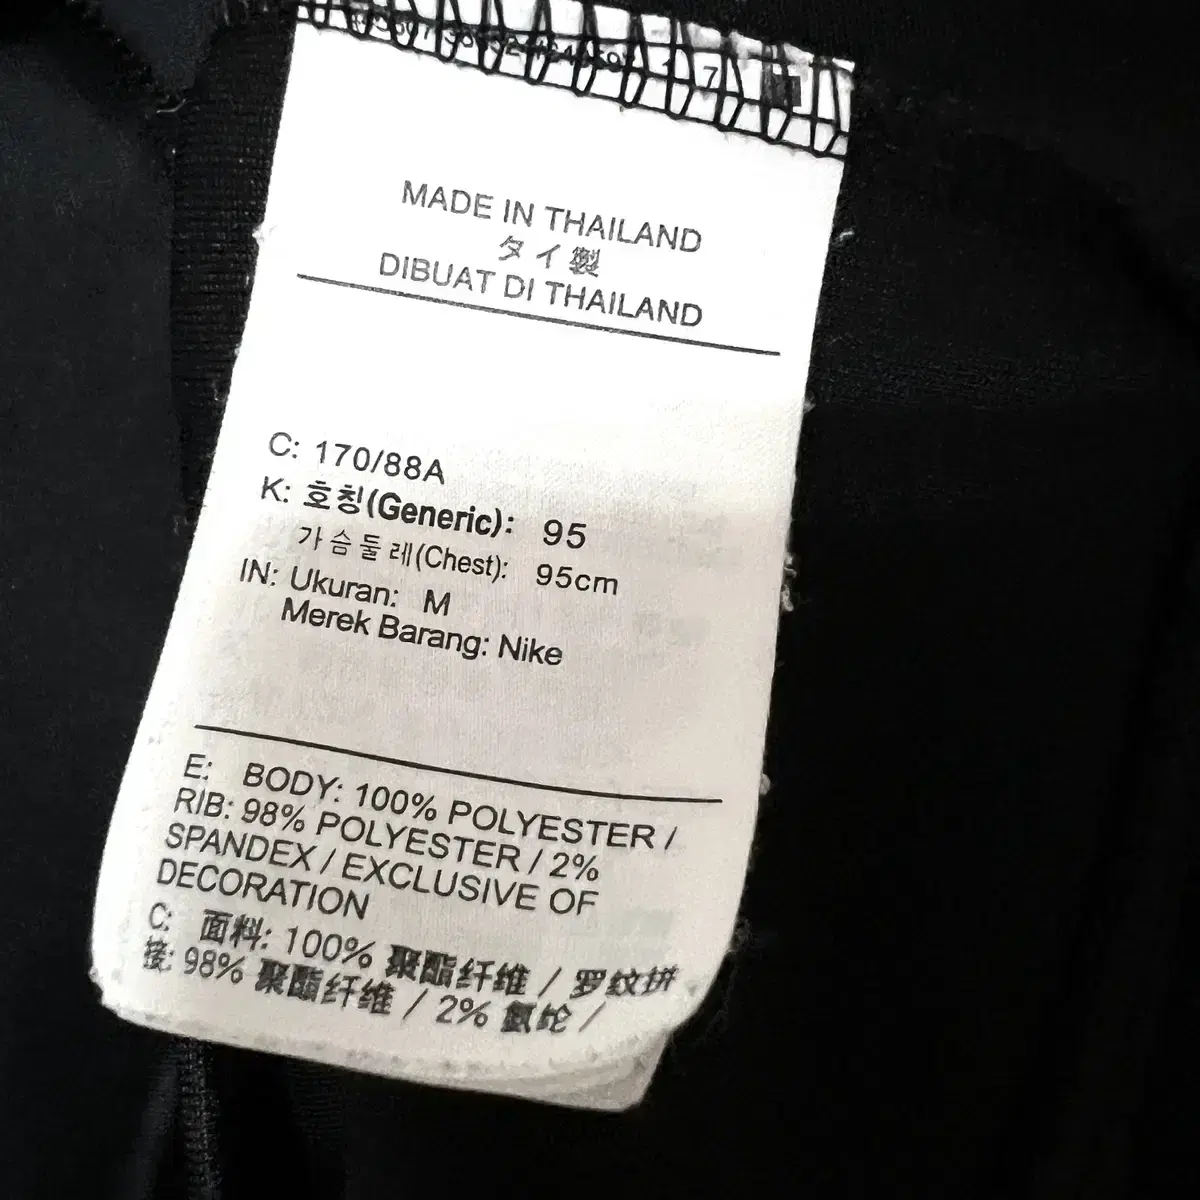 MADE IN THAILAND
タイ製
DIBUAT DI THAILAND
C: 170/88A
K: 호칭(Generic): 95
가슴둘레(Chest): 95cm
IN: Ukuran: M
Merek Barang: Nike
E: BODY: 100% POLYESTER /
RIB: 98% POLYESTER / 2%
SPANDEX / EXCLUSIVE OF
DECORATION
C: 面料: 100% 聚酯纤维 / 罗纹拼
接: 98% 聚酯纤维 / 2% 氨纶 /